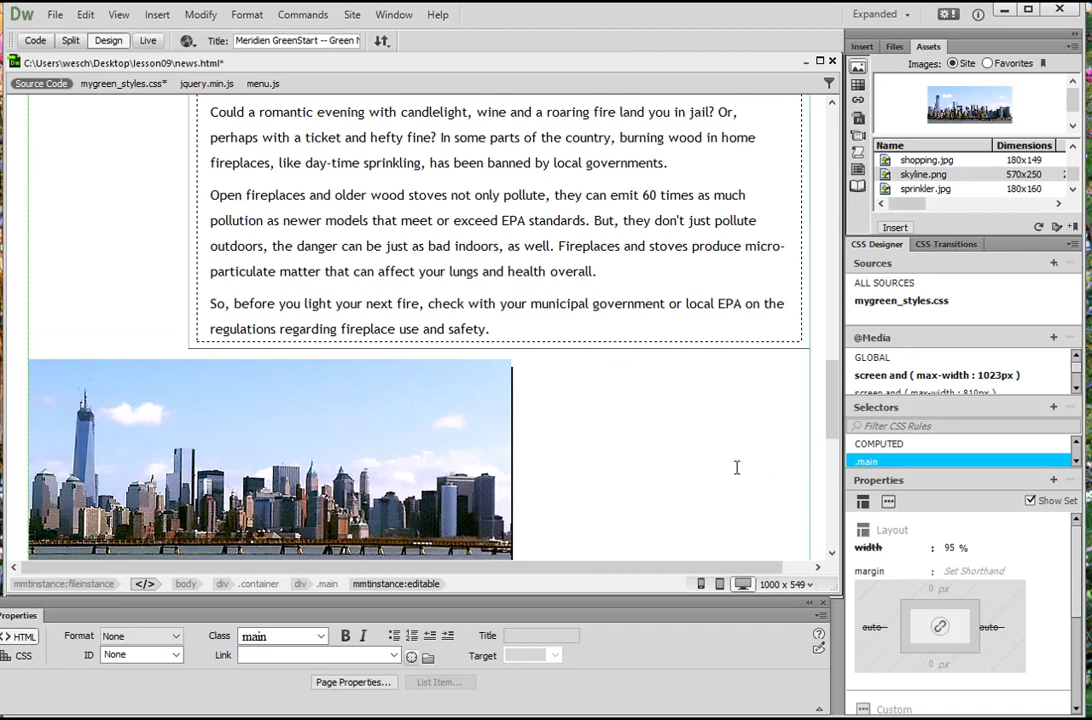 Dw File Edit View Insert Modify Format Commands Site Window Help Expanded
Code Split Design Live Title: Meridien GreenStart -- Green N
C:\Users\wesch\Desktop\lesson09\news.html*
Source Code mygreen_styles.css* jquery.min.js menu.js
Could a romantic evening with candlelight, wine and a roaring fire land you in jail? Or,
perhaps with a ticket and hefty fine? In some parts of the country, burning wood in home
fireplaces, like day-time sprinkling, has been banned by local governments.
Open fireplaces and older wood stoves not only pollute, they can emit 60 times as much
pollution as newer models that meet or exceed EPA standards. But, they don't just pollute
outdoors, the danger can be just as bad indoors, as well. Fireplaces and stoves produce micro-
particulate matter that can affect your lungs and health overall.
So, before you light your next fire, check with your municipal government or local EPA on the
regulations regarding fireplace use and safety.
mmtinstance:fileinstance </> body div .container div .main mmtinstance:editable 1000 x 549
Properties
<> HTML Format None Class main B I Title
CSS ID None Link Target
Page Properties... List Item...
Insert Files Assets
Images: Site Favorites
Name Dimensions
shopping.jpg 180x149
skyline.png 570x250 2
sprinkler.jpg 180x160
Insert
CSS Designer CSS Transitions
Sources
ALL SOURCES
mygreen_styles.css
@Media
GLOBAL
screen and ( max-width : 1023px )
screen and ( max-width : 810px )
Selectors
Filter CSS Rules
COMPUTED
.main
Properties
Show Set
Layout
width : 95 %
margin : Set Shorthand
0 px
auto auto
0 px
Custom